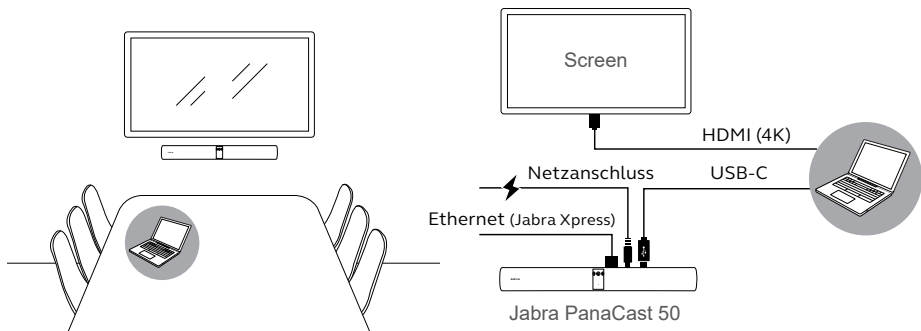 Screen
HDMI (4K)
Netzanschluss
USB-C
Ethernet (Jabra Xpress)
Jabra PanaCast 50